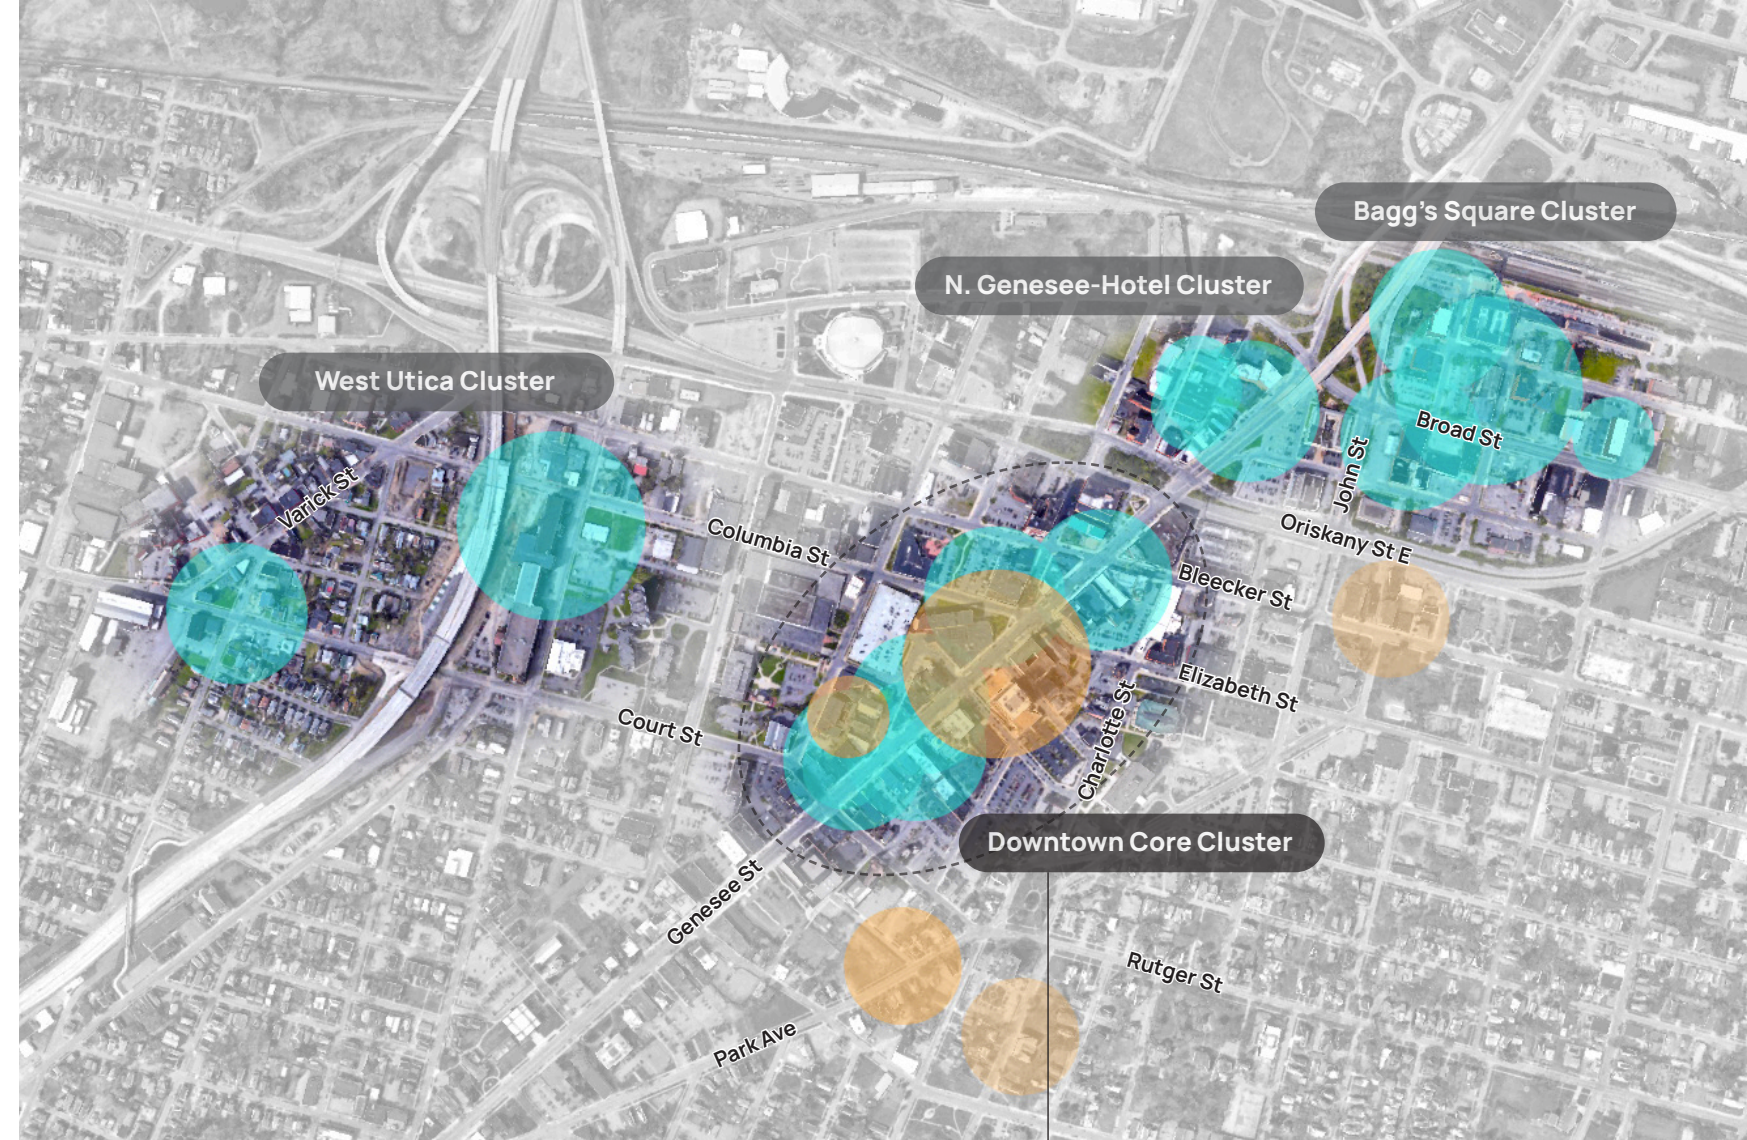 Bagg's Square Cluster
N. Genesee-Hotel Cluster
West Utica Cluster
Broad St
John St
Varick St
Columbia St
Oriskany St E
Bleecker St
Elizabeth St
Court St
Charlotte St
Downtown Core Cluster
Genesee St
Rutger St
Park Ave